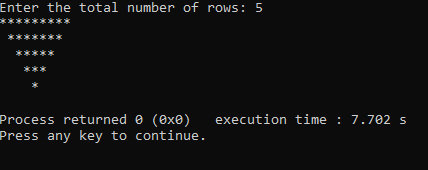 Enter the total number of rows: 5
*********
 *******
  *****
   ***
    *
Process returned 0 (0x0)   execution time : 7.702 s
Press any key to continue.